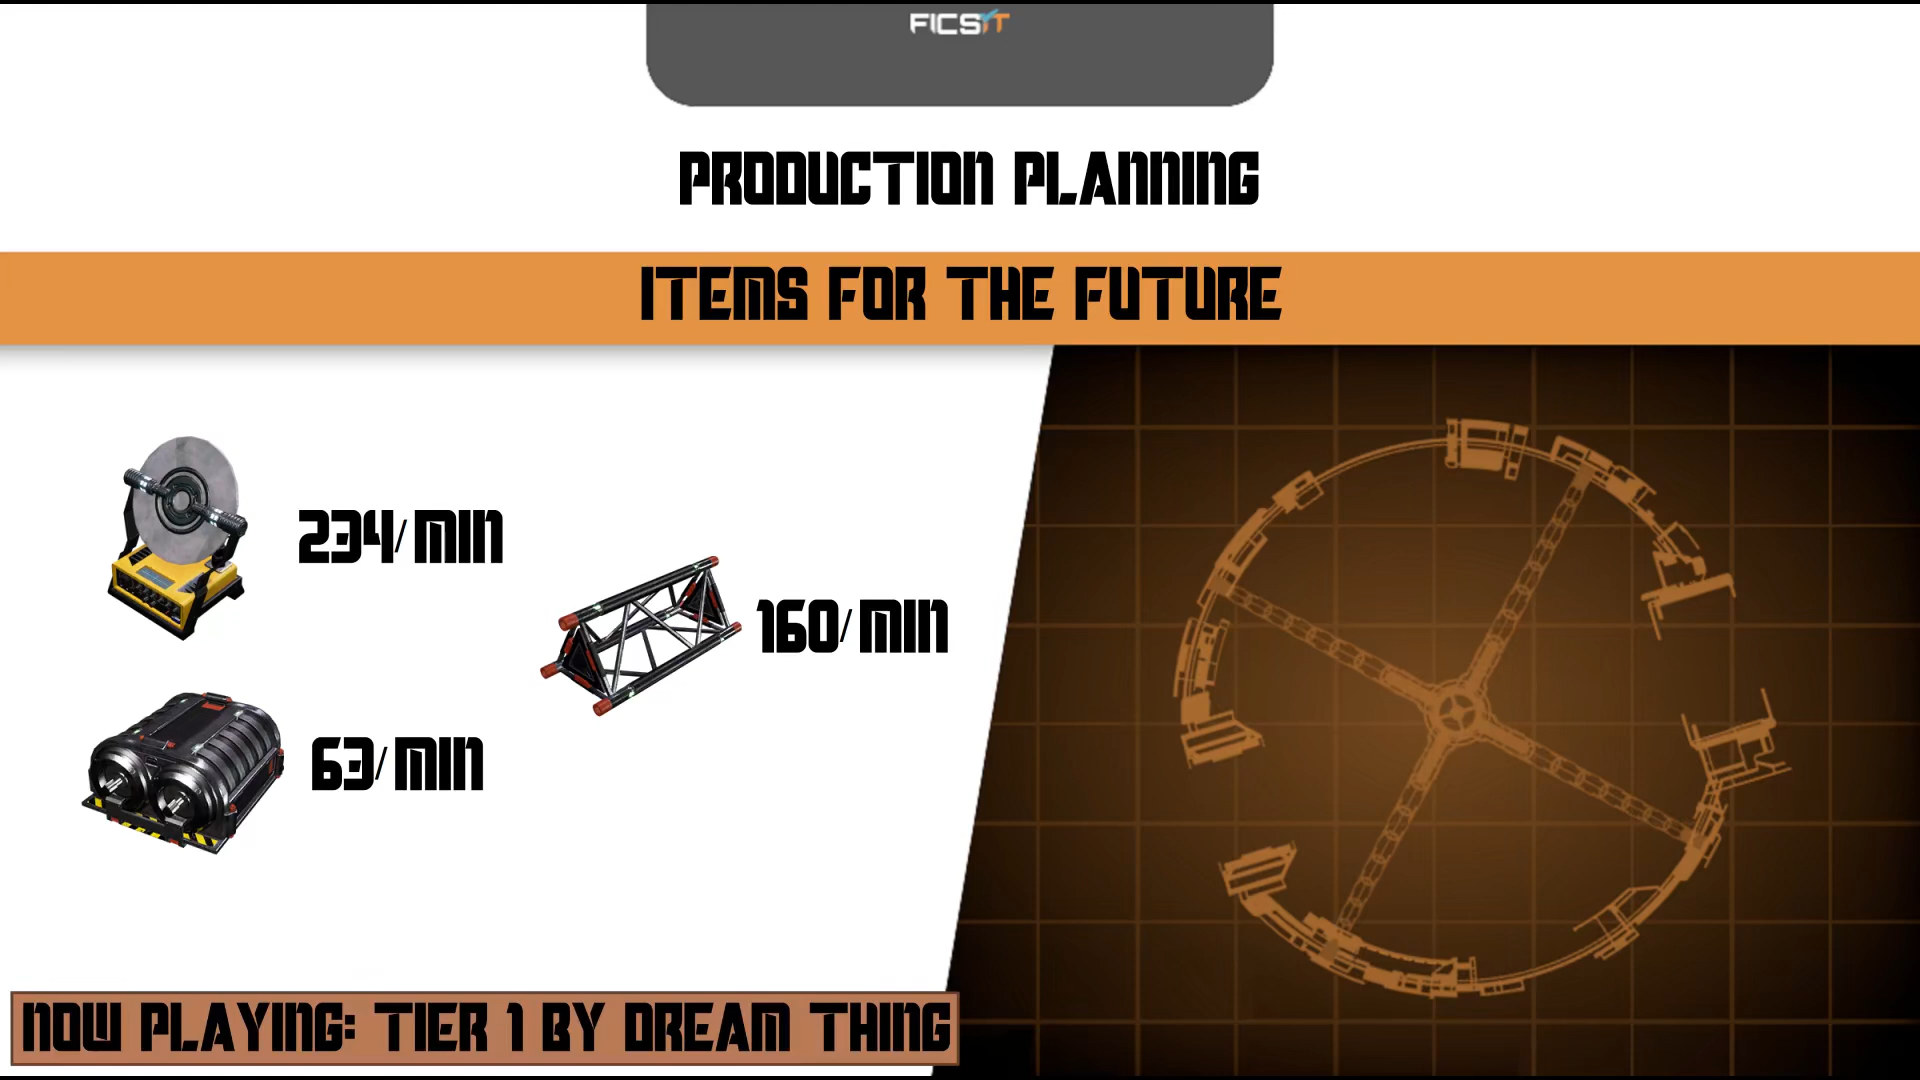 FICSIT
PRODUCTION PLANNING
ITEMS FOR THE FUTURE
234/MIN
160/MIN
63/MIN
NOW PLAYING: TIER 1 BY DREAM THING